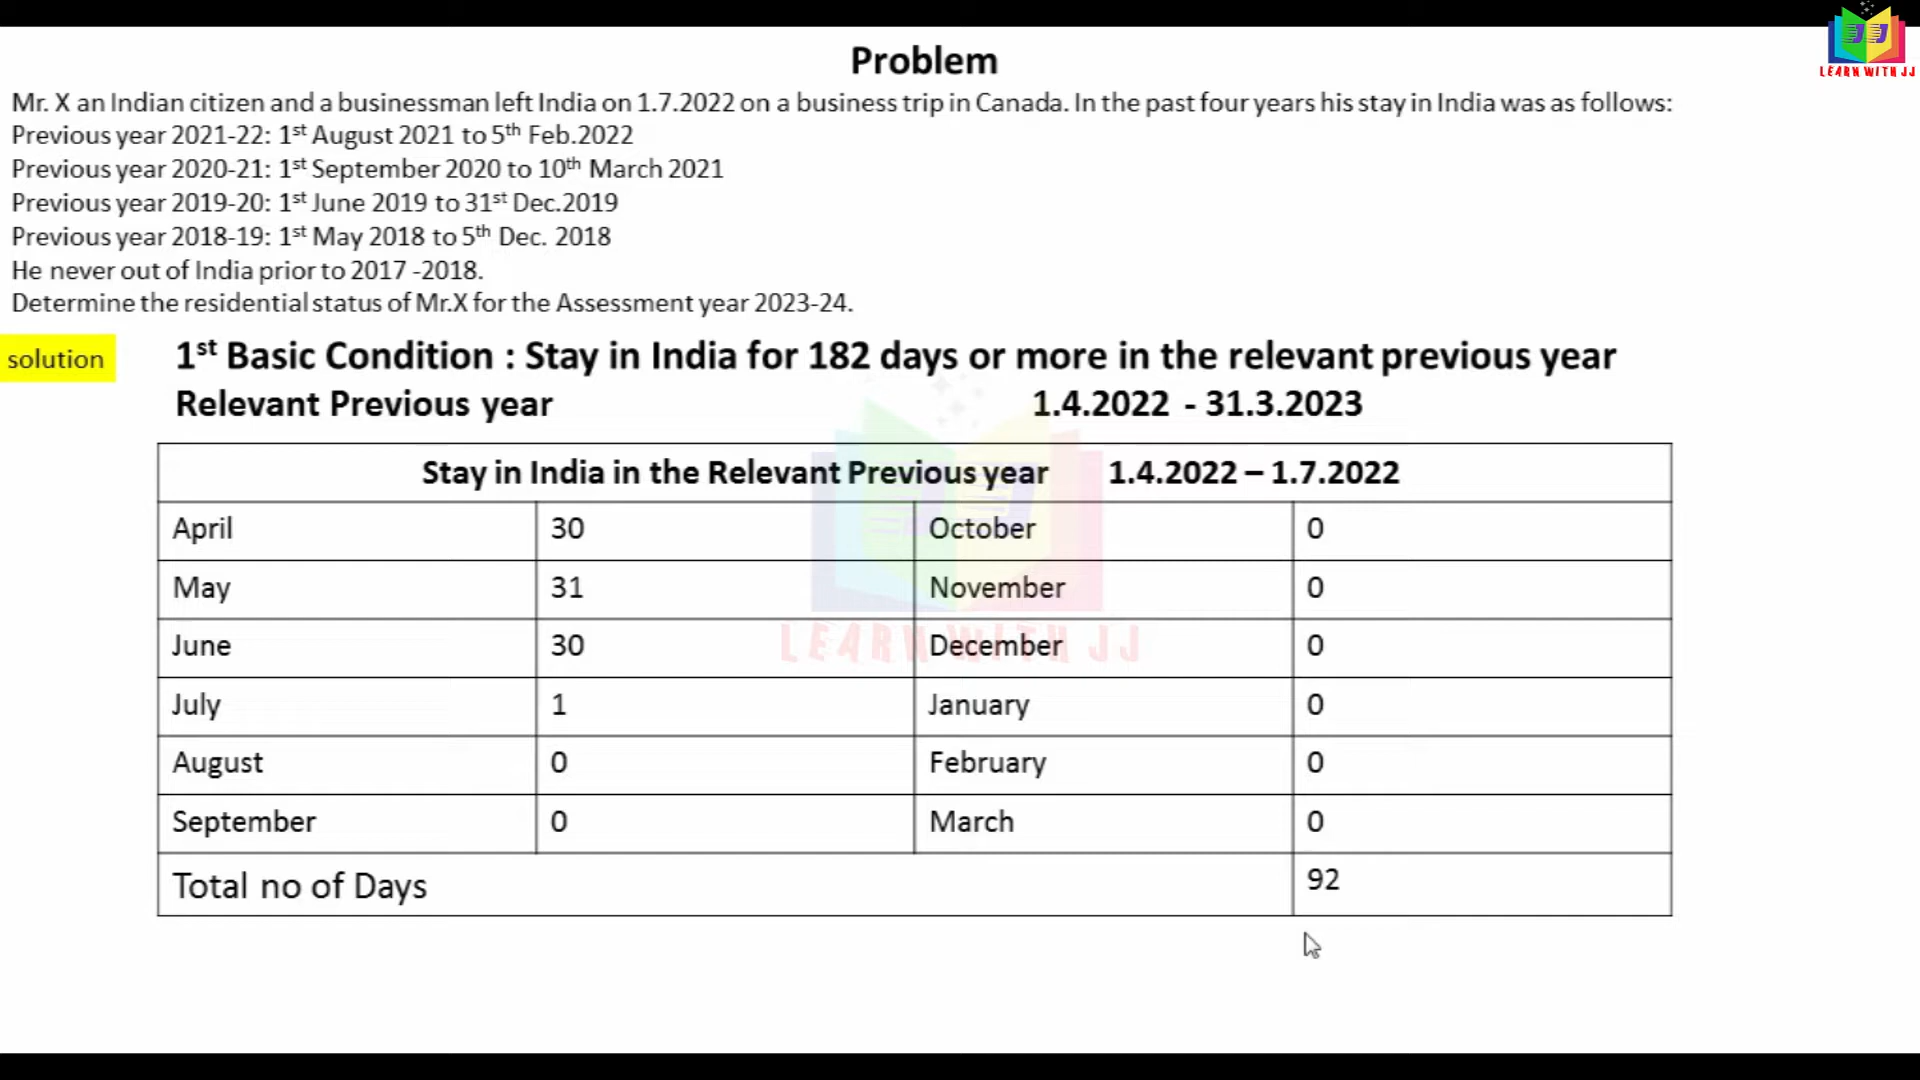 LEARN WITH JJ
Problem
Mr. X an Indian citizen and a businessman left India on 1.7.2022 on a business trip in Canada. In the past four years his stay in India was as follows:
Previous year 2021-22: 1st August 2021 to 5th Feb.2022
Previous year 2020-21: 1st September 2020 to 10th March 2021
Previous year 2019-20: 1st June 2019 to 31st Dec.2019
Previous year 2018-19: 1st May 2018 to 5th Dec. 2018
He never out of India prior to 2017 -2018.
Determine the residential status of Mr.X for the Assessment year 2023-24.
solution
1st Basic Condition : Stay in India for 182 days or more in the relevant previous year
Relevant Previous year 1.4.2022 - 31.3.2023
Stay in India in the Relevant Previous year 1.4.2022 – 1.7.2022
April 30 October 0
May 31 November 0
June 30 December 0
LEARN WITH JJ
July 1 January 0
August 0 February 0
September 0 March 0
Total no of Days 92